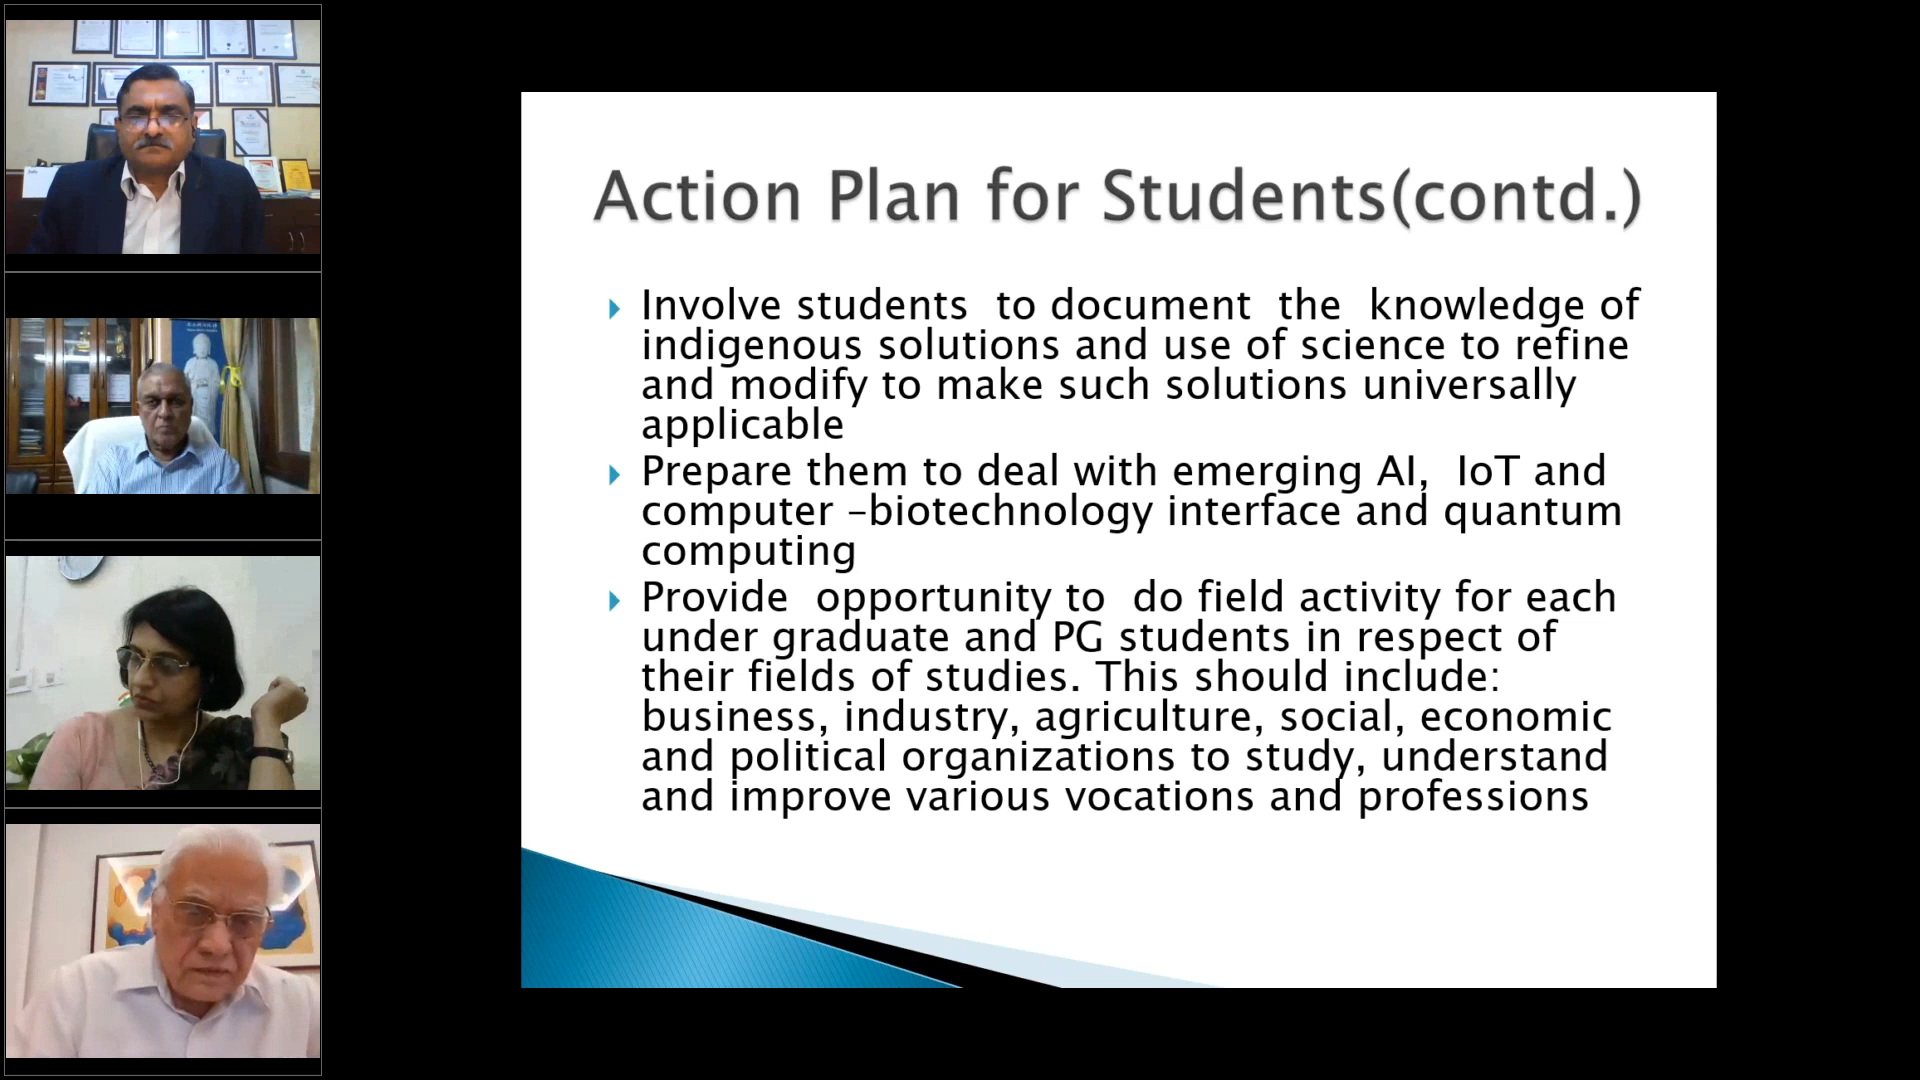 Action Plan for Students(contd.)
Involve students to document the knowledge of
indigenous solutions and use of science to refine
and modify to make such solutions universally
applicable
Prepare them to deal with emerging AI, IoT and
computer -biotechnology interface and quantum
computing
Provide opportunity to do field activity for each
under graduate and PG students in respect of
their fields of studies. This should include:
business, industry, agriculture, social, economic
and political organizations to study, understand
and improve various vocations and professions